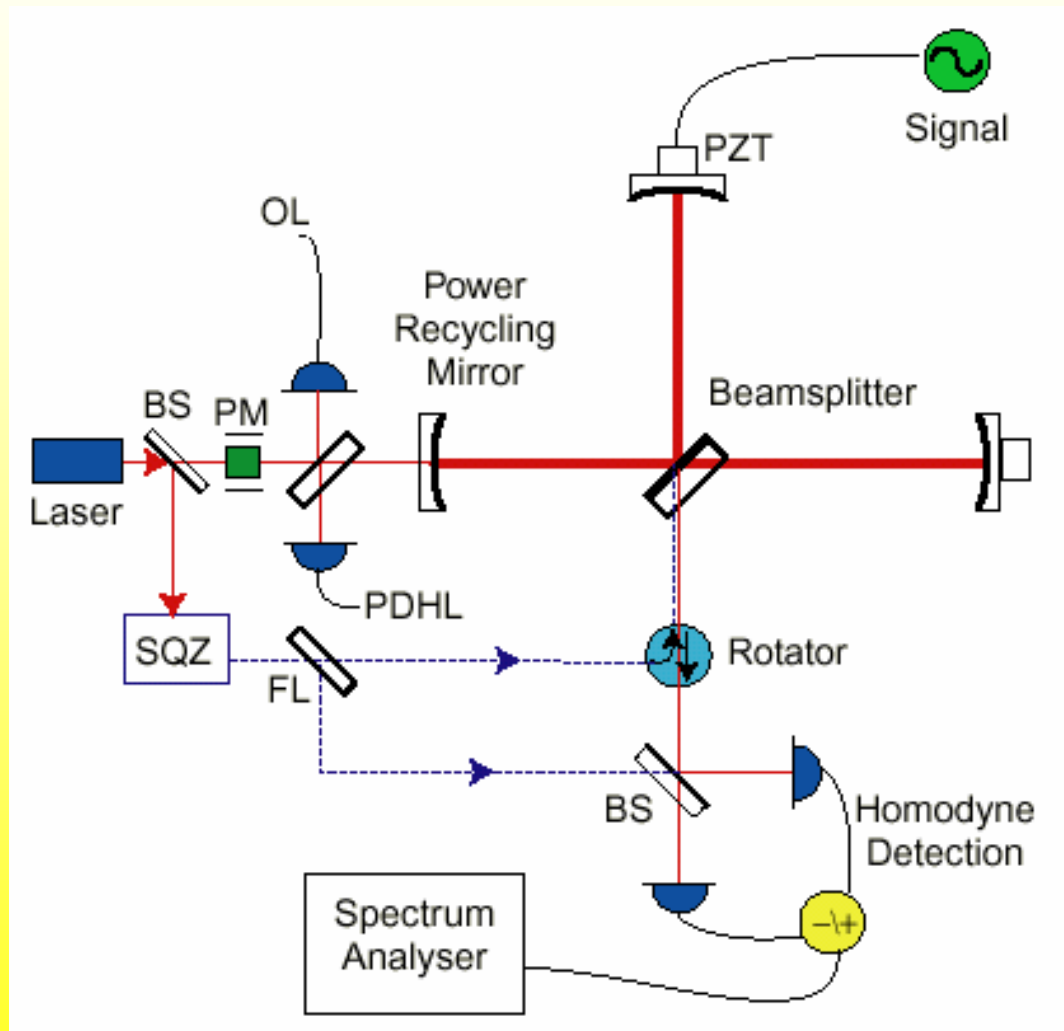 Signal
PZT
OL
Power
Recycling
Mirror
Beamsplitter
BS
PM
Laser
PDHL
SQZ
FL
Rotator
BS
Homodyne
Detection
Spectrum
Analyser
–\+